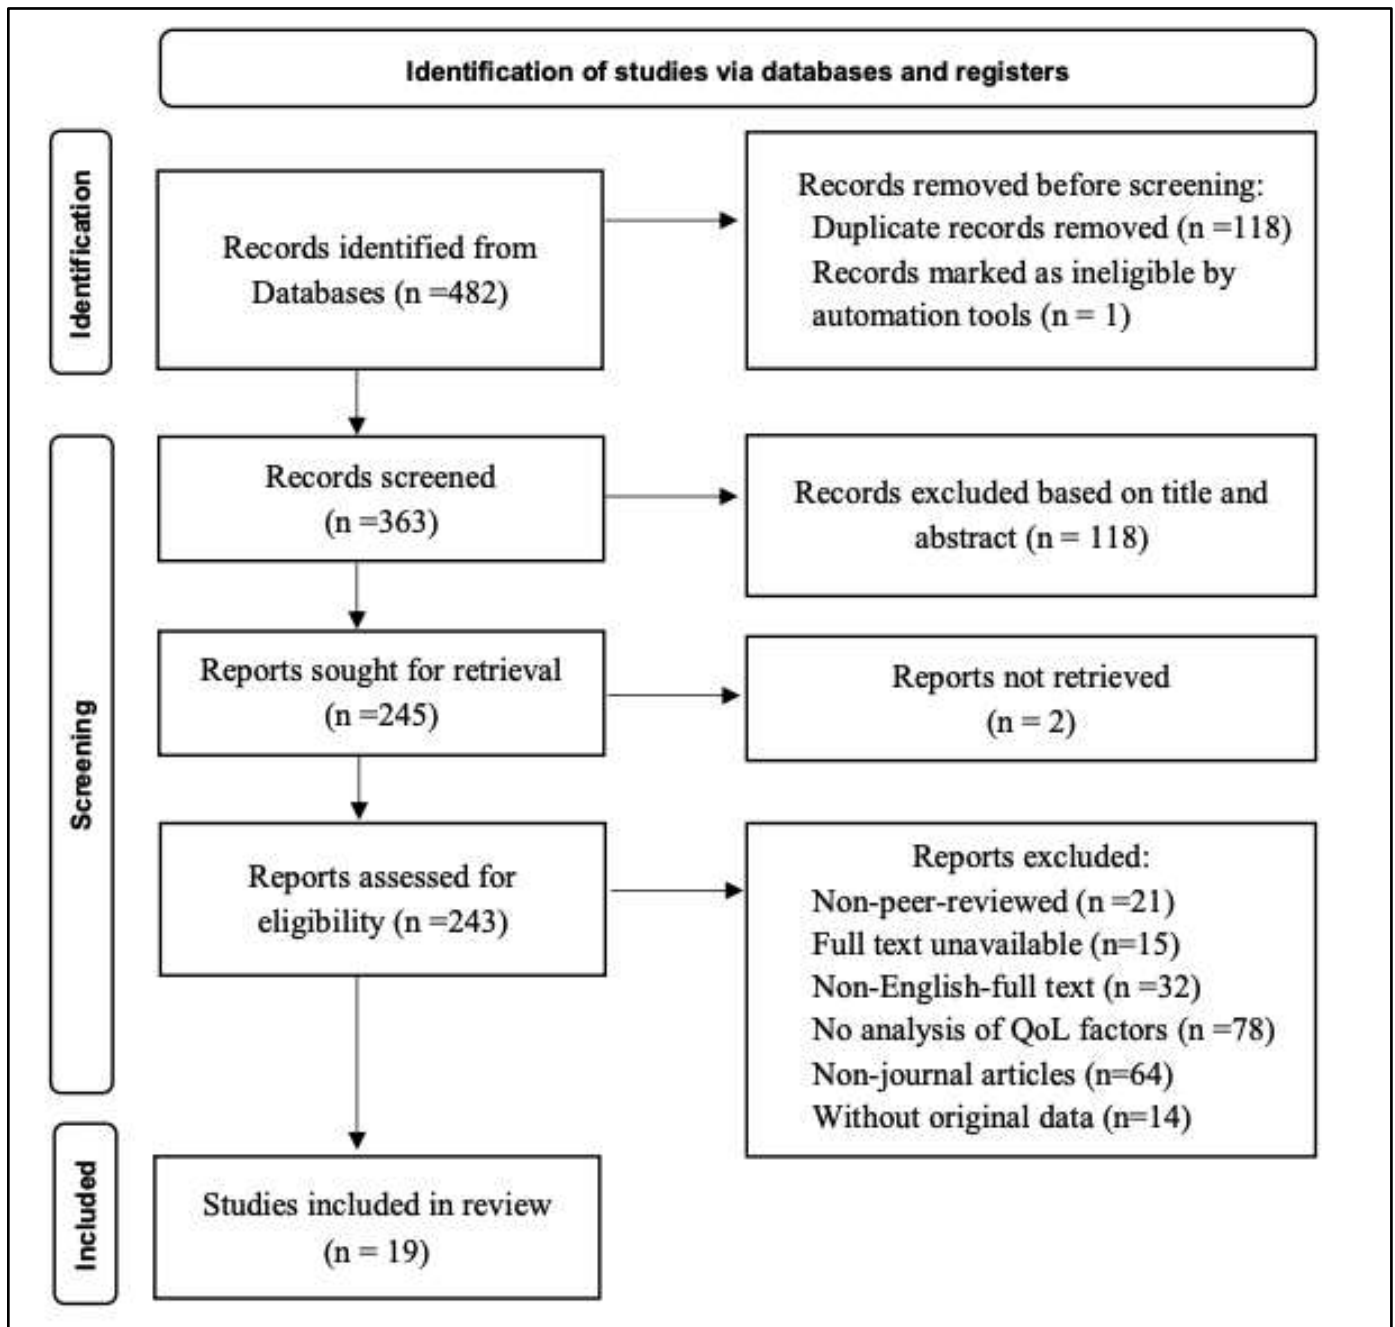 Identification of studies via databases and registers
Identification
Records identified from
Databases (n =482)
Records removed before screening:
Duplicate records removed (n =118)
Records marked as ineligible by
automation tools (n = 1)
Screening
Records screened
(n =363)
Records excluded based on title and
abstract (n = 118)
Reports sought for retrieval
(n =245)
Reports not retrieved
(n = 2)
Reports assessed for
eligibility (n =243)
Reports excluded:
Non-peer-reviewed (n =21)
Full text unavailable (n=15)
Non-English-full text (n =32)
No analysis of QoL factors (n =78)
Non-journal articles (n=64)
Without original data (n=14)
Included
Studies included in review
(n = 19)